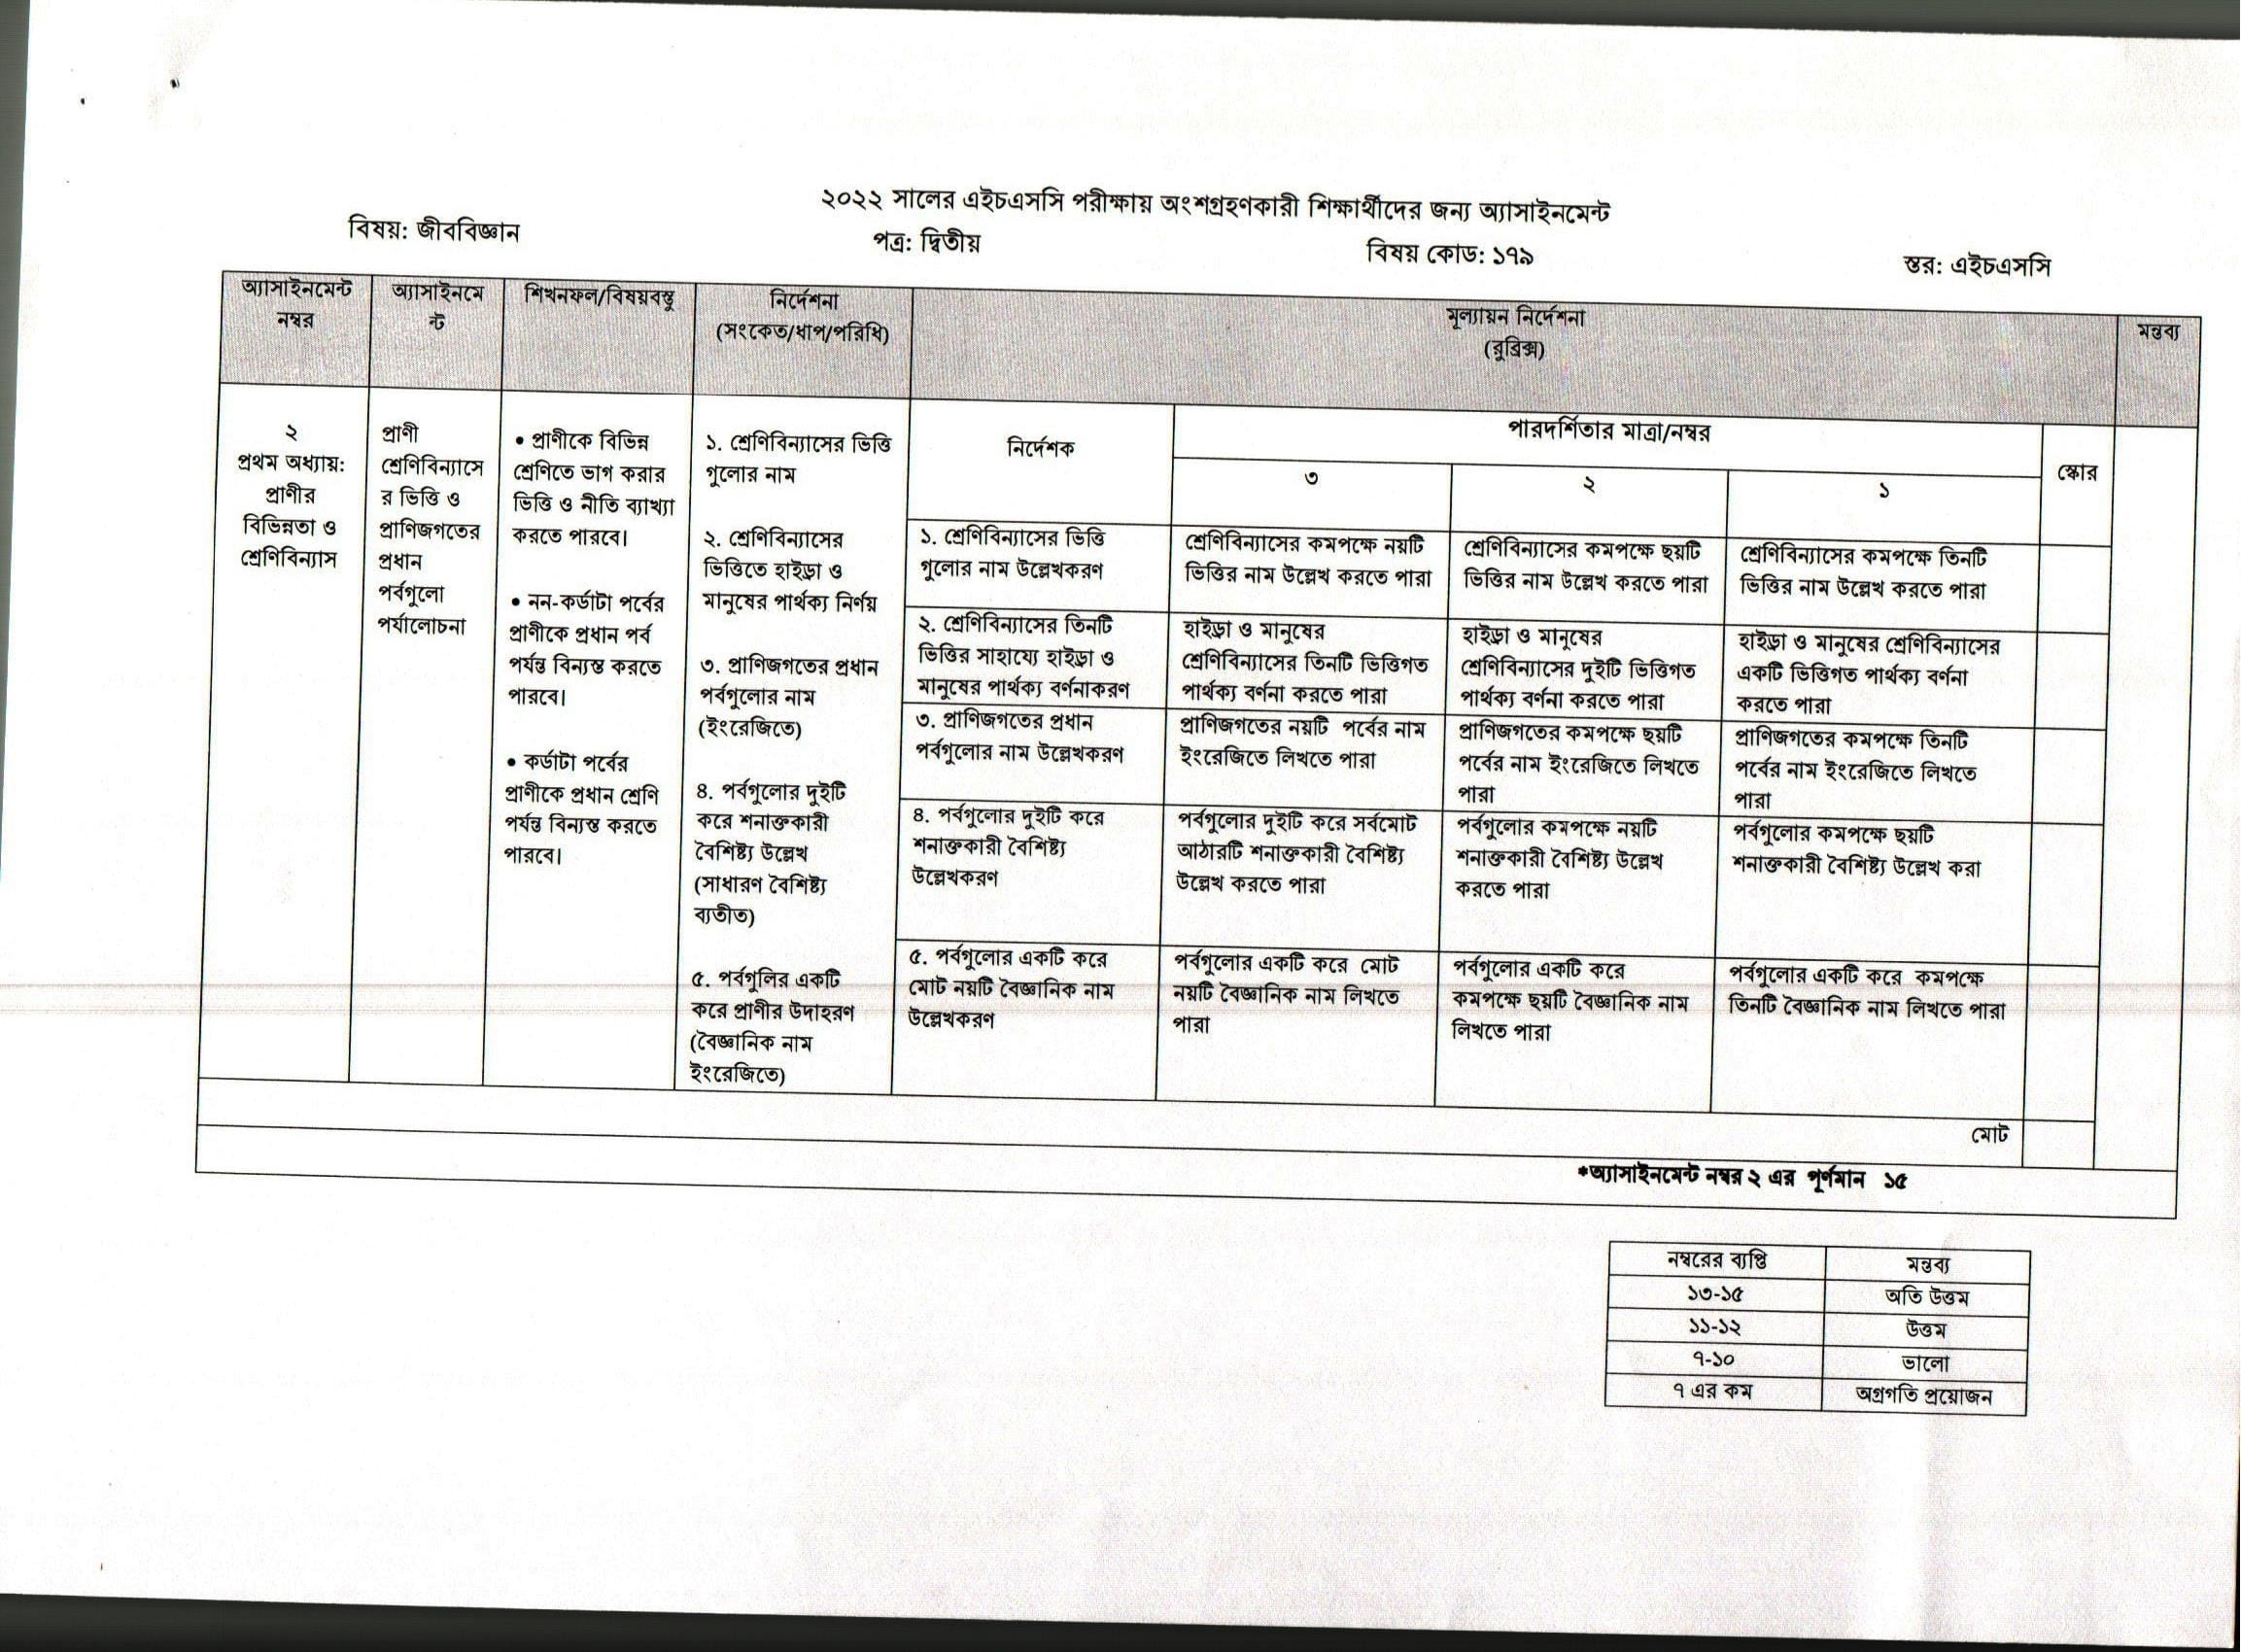 ২০২২ সালের এইচএসসি পরীক্ষায় অংশগ্রহণকারী শিক্ষার্থীদের জন্য অ্যাসাইনমেন্ট
বিষয়: জীববিজ্ঞান
পত্র: দ্বিতীয়
বিষয় কোড: ১৭৯
স্তর: এইচএসসি
অ্যাসাইনমেন্ট
নম্বর
অ্যাসাইনমে
ন্ট
শিখনফল/বিষয়বস্তু
নির্দেশনা
(সংকেত/ধাপ/পরিধি)
মূল্যায়ন নির্দেশনা
(রুব্রিক্স)
মন্তব্য
২
প্রথম অধ্যায়:
প্রাণীর
বিভিন্নতা ও
শ্রেণিবিন্যাস
প্রাণী
শ্রেণিবিন্যাসে
র ভিত্তি ও
প্রাণিজগতের
প্রধান
পর্বগুলো
পর্যালোচনা
• প্রাণীকে বিভিন্ন
শ্রেণিতে ভাগ করার
ভিত্তি ও নীতি ব্যাখ্যা
করতে পারবে।
• নন-কর্ডাটা পর্বের
প্রাণীকে প্রধান পর্ব
পর্যন্ত বিন্যস্ত করতে
পারবে।
• কর্ডাটা পর্বের
প্রাণীকে প্রধান শ্রেণি
পর্যন্ত বিন্যস্ত করতে
পারবে।
১. শ্রেণিবিন্যাসের ভিত্তি
গুলোর নাম
২. শ্রেণিবিন্যাসের
ভিত্তিতে হাইড্রা ও
মানুষের পার্থক্য নির্ণয়
৩. প্রাণিজগতের প্রধান
পর্বগুলোর নাম
(ইংরেজিতে)
৪. পর্বগুলোর দুইটি
করে শনাক্তকারী
বৈশিষ্ট্য উল্লেখ
(সাধারণ বৈশিষ্ট্য
ব্যতীত)
৫. পর্বগুলির একটি
করে প্রাণীর উদাহরণ
(বৈজ্ঞানিক নাম
ইংরেজিতে)
নির্দেশক
পারদর্শিতার মাত্রা/নম্বর
স্কোর
৩
২
১
১. শ্রেণিবিন্যাসের ভিত্তি
গুলোর নাম উল্লেখকরণ
শ্রেণিবিন্যাসের কমপক্ষে নয়টি
ভিত্তির নাম উল্লেখ করতে পারা
শ্রেণিবিন্যাসের কমপক্ষে ছয়টি
ভিত্তির নাম উল্লেখ করতে পারা
শ্রেণিবিন্যাসের কমপক্ষে তিনটি
ভিত্তির নাম উল্লেখ করতে পারা
২. শ্রেণিবিন্যাসের তিনটি
ভিত্তির সাহায্যে হাইড্রা ও
মানুষের পার্থক্য বর্ণনাকরণ
হাইড্রা ও মানুষের
শ্রেণিবিন্যাসের তিনটি ভিত্তিগত
পার্থক্য বর্ণনা করতে পারা
হাইড্রা ও মানুষের
শ্রেণিবিন্যাসের দুইটি ভিত্তিগত
পার্থক্য বর্ণনা করতে পারা
হাইড্রা ও মানুষের শ্রেণিবিন্যাসের
একটি ভিত্তিগত পার্থক্য বর্ণনা
করতে পারা
৩. প্রাণিজগতের প্রধান
পর্বগুলোর নাম উল্লেখকরণ
প্রাণিজগতের নয়টি পর্বের নাম
ইংরেজিতে লিখতে পারা
প্রাণিজগতের কমপক্ষে ছয়টি
পর্বের নাম ইংরেজিতে লিখতে
পারা
প্রাণিজগতের কমপক্ষে তিনটি
পর্বের নাম ইংরেজিতে লিখতে
পারা
৪. পর্বগুলোর দুইটি করে
শনাক্তকারী বৈশিষ্ট্য
উল্লেখকরণ
পর্বগুলোর দুইটি করে সর্বমোট
আঠারটি শনাক্তকারী বৈশিষ্ট্য
উল্লেখ করতে পারা
পর্বগুলোর কমপক্ষে নয়টি
শনাক্তকারী বৈশিষ্ট্য উল্লেখ
করতে পারা
পর্বগুলোর কমপক্ষে ছয়টি
শনাক্তকারী বৈশিষ্ট্য উল্লেখ করা
৫. পর্বগুলোর একটি করে
মোট নয়টি বৈজ্ঞানিক নাম
উল্লেখকরণ
পর্বগুলোর একটি করে মোট
নয়টি বৈজ্ঞানিক নাম লিখতে
পারা
পর্বগুলোর একটি করে
কমপক্ষে ছয়টি বৈজ্ঞানিক নাম
লিখতে পারা
পর্বগুলোর একটি করে কমপক্ষে
তিনটি বৈজ্ঞানিক নাম লিখতে পারা
মোট
*অ্যাসাইনমেন্ট নম্বর ২ এর পূর্ণমান ১৫
নম্বরের ব্যপ্তি
মন্তব্য
১৩-১৫
অতি উত্তম
১১-১২
উত্তম
৭-১০
ভালো
৭ এর কম
অগ্রগতি প্রয়োজন